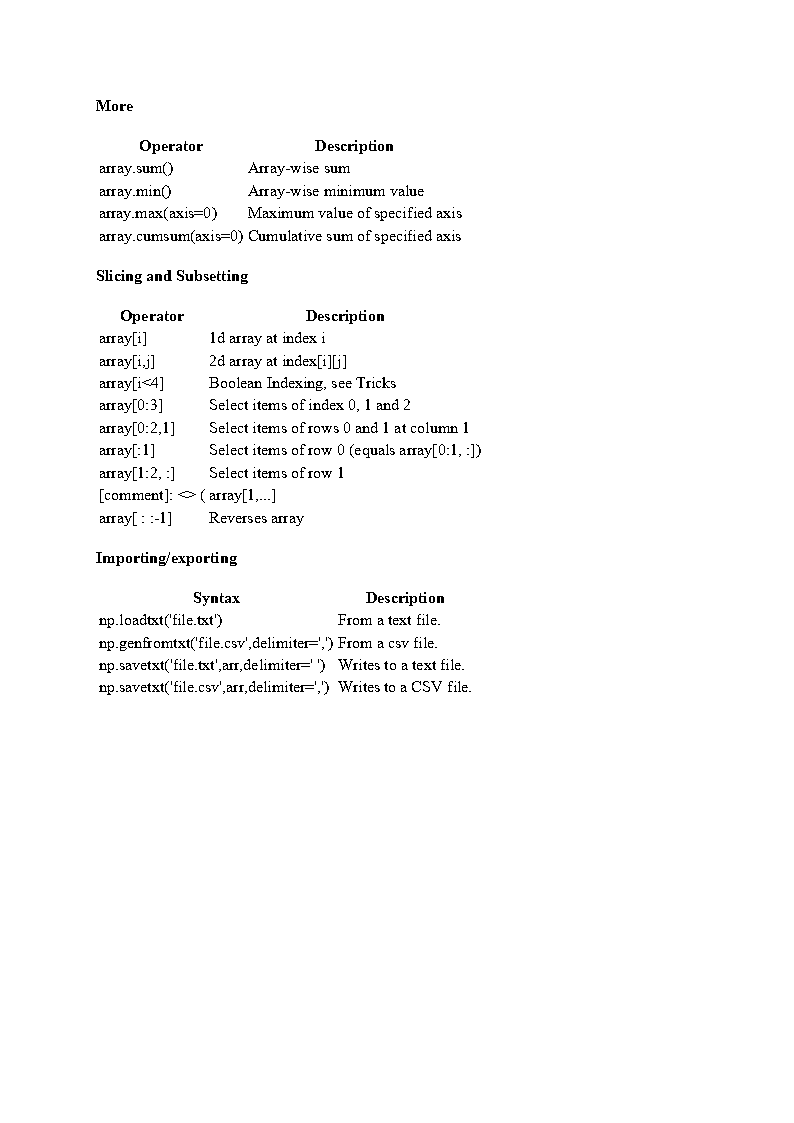 More
Operator Description
array.sum() Array-wise sum
array.min() Array-wise minimum value
array.max(axis=0) Maximum value of specified axis
array.cumsum(axis=0) Cumulative sum of specified axis
Slicing and Subsetting
Operator Description
array[i] 1d array at index i
array[i,j] 2d array at index[i][j]
array[i<4] Boolean Indexing, see Tricks
array[0:3] Select items of index 0, 1 and 2
array[0:2,1] Select items of rows 0 and 1 at column 1
array[:1] Select items of row 0 (equals array[0:1, :])
array[1:2, :] Select items of row 1
[comment]: <> ( array[1,...]
array[ : :-1] Reverses array
Importing/exporting
Syntax Description
np.loadtxt('file.txt') From a text file.
np.genfromtxt('file.csv',delimiter=',') From a csv file.
np.savetxt('file.txt',arr,delimiter=' ') Writes to a text file.
np.savetxt('file.csv',arr,delimiter=',') Writes to a CSV file.